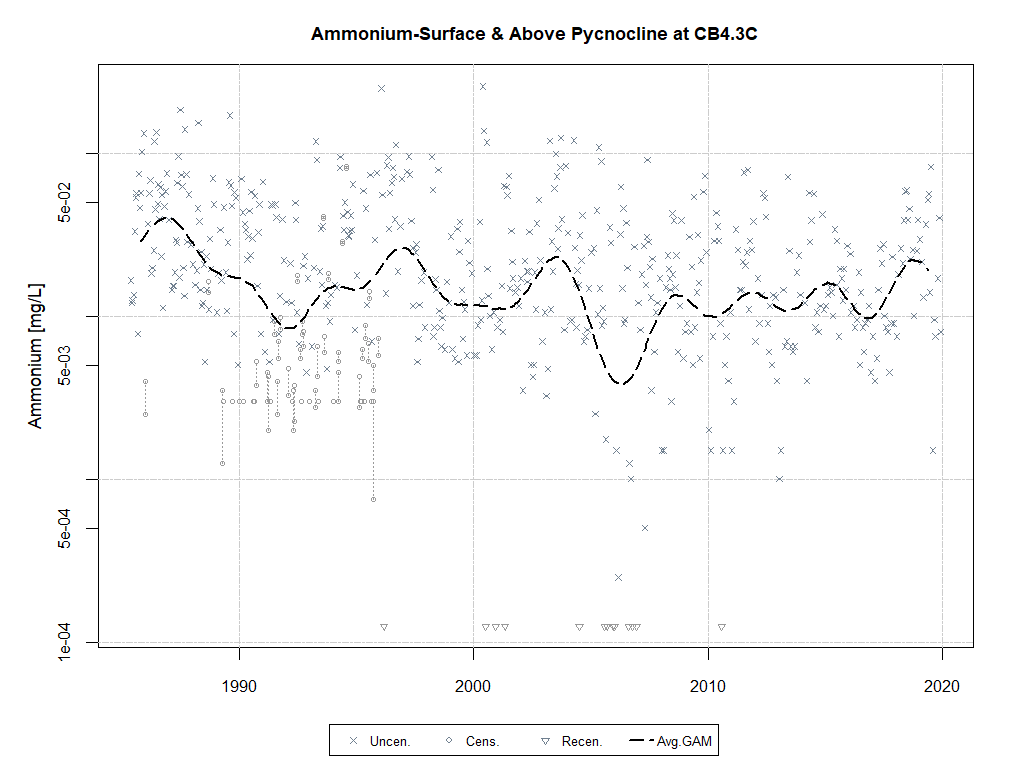 Ammonium-Surface & Above Pycnocline at CB4.3C
Ammonium [mg/L]
5e-02
5e-03
5e-04
1e-04
1990
2000
2010
2020
Uncen.
Cens.
Recen.
Avg.GAM